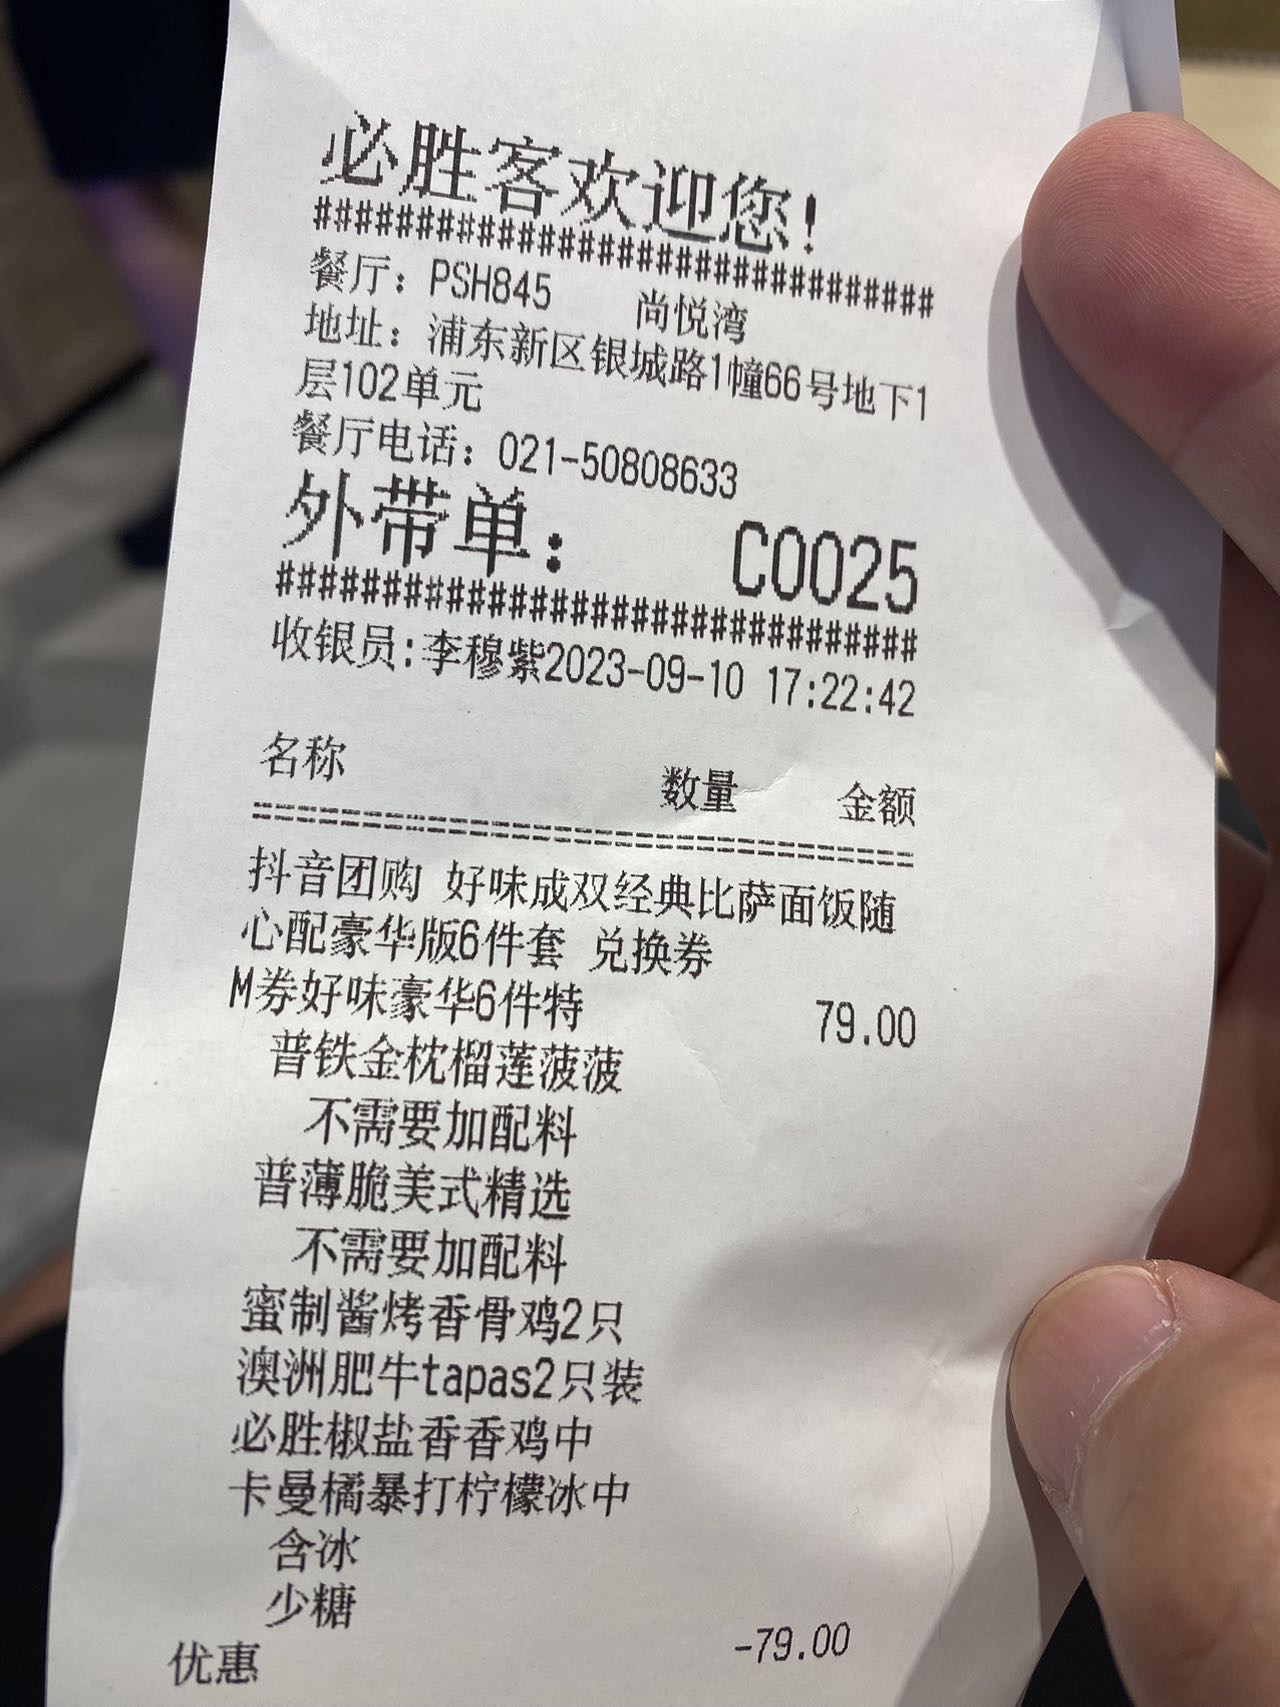 必胜客欢迎您!
##############################
餐厅: PSH845 尚悦湾
地址: 浦东新区银城路1幢66号地下1
层102单元
餐厅电话: 021-50808633
外带单: C0025
##############################
收银员:李穆紫2023-09-10 17:22:42
名称 数量 金额
================================
抖音团购 好味成双经典比萨面饭随
心配豪华版6件套 兑换券
M券好味豪华6件特 79.00
普铁金枕榴莲菠菠
不需要加配料
普薄脆美式精选
不需要加配料
蜜制酱烤香骨鸡2只
澳洲肥牛tapas2只装
必胜椒盐香香鸡中
卡曼橘暴打柠檬冰中
含冰
少糖
优惠 -79.00